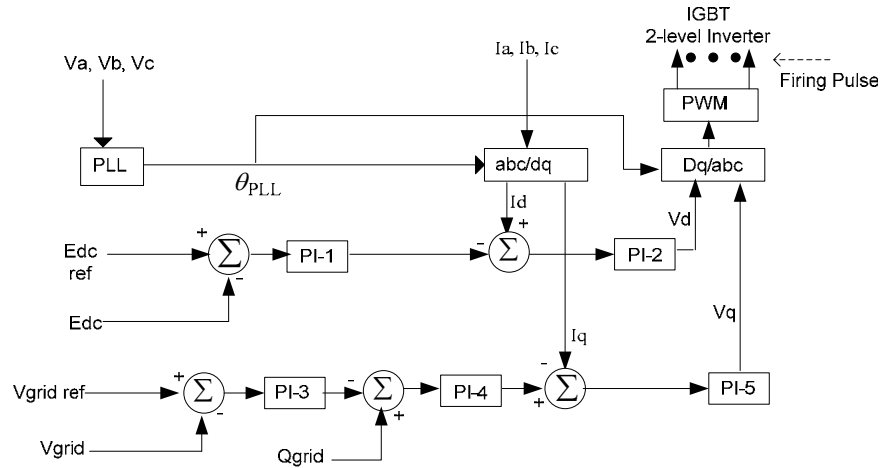 IGBT
2-level Inverter
Va, Vb, Vc
Ia, Ib, Ic
Firing Pulse
PWM
PLL
abc/dq
Dq/abc
θPLL
Id
Vd
+
+
Edc
ref
Σ
PI-1
-
Σ
PI-2
-
Edc
Iq
Vq
Vgrid ref
+
Σ
PI-3
-
Σ
PI-4
-
+
Σ
PI-5
-
+
Vgrid
Qgrid